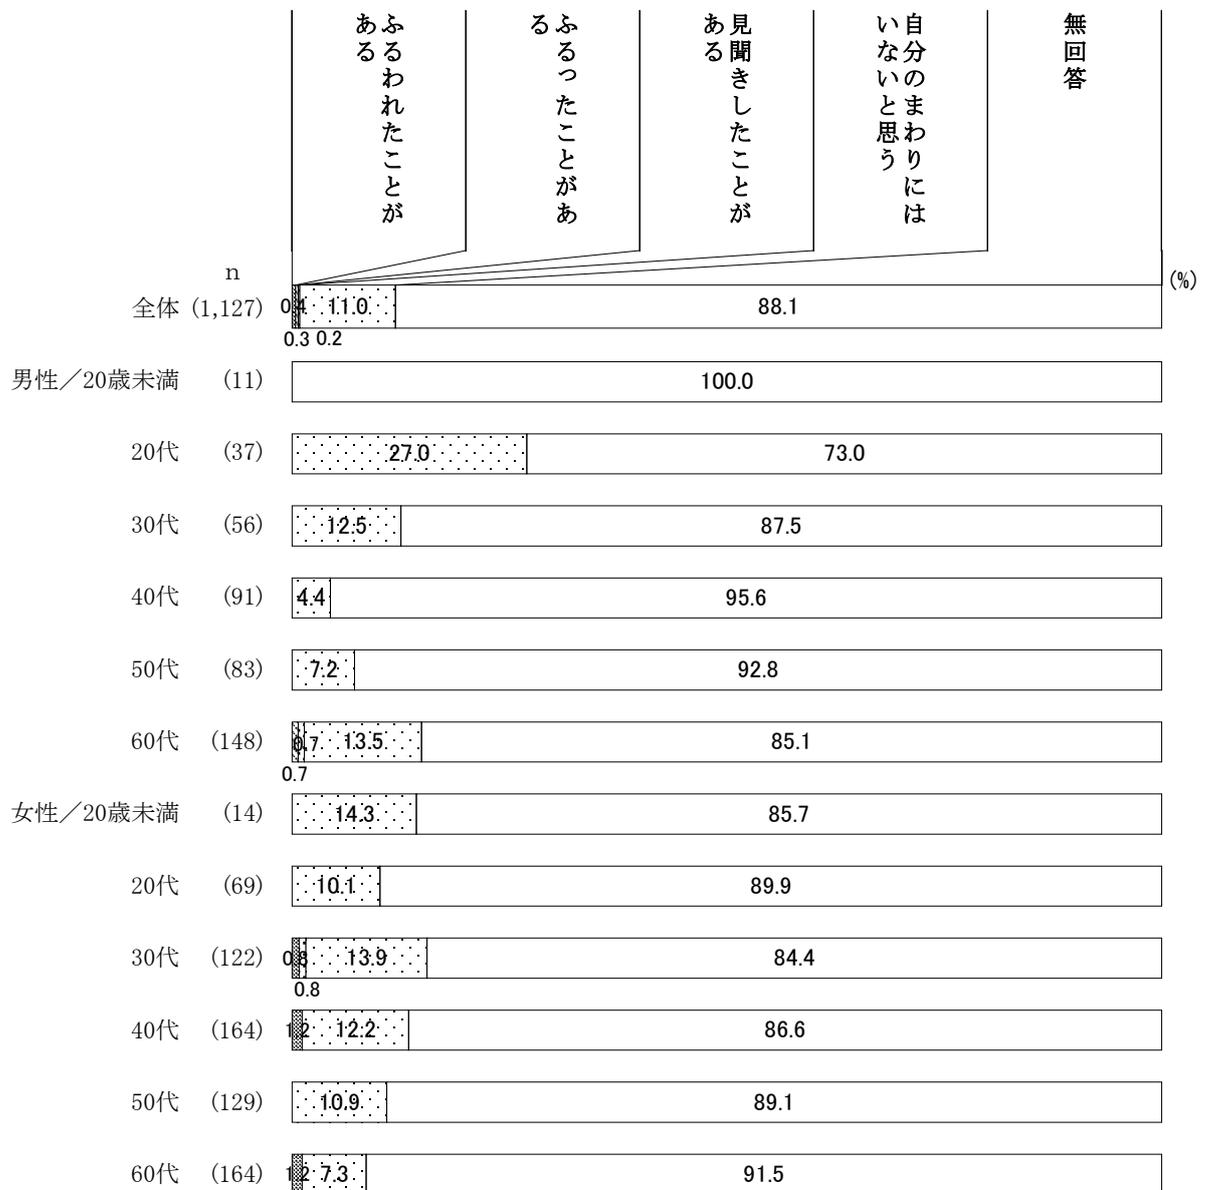 ふるわれたことが
ある
ふるったことがあ
る
見聞きしたことが
ある
自分のまわりには
いないと思う
無回答
(%)
n
全体 (1,127) 0.4 11.0 88.1
0.3 0.2
男性／20歳未満 (11) 100.0
20代 (37) 27.0 73.0
30代 (56) 12.5 87.5
40代 (91) 4.4 95.6
50代 (83) 7.2 92.8
60代 (148) 0.7 13.5 85.1
0.7
女性／20歳未満 (14) 14.3 85.7
20代 (69) 10.1 89.9
30代 (122) 0.8 13.9 84.4
0.8
40代 (164) 1.2 12.2 86.6
50代 (129) 10.9 89.1
60代 (164) 1.2 7.3 91.5